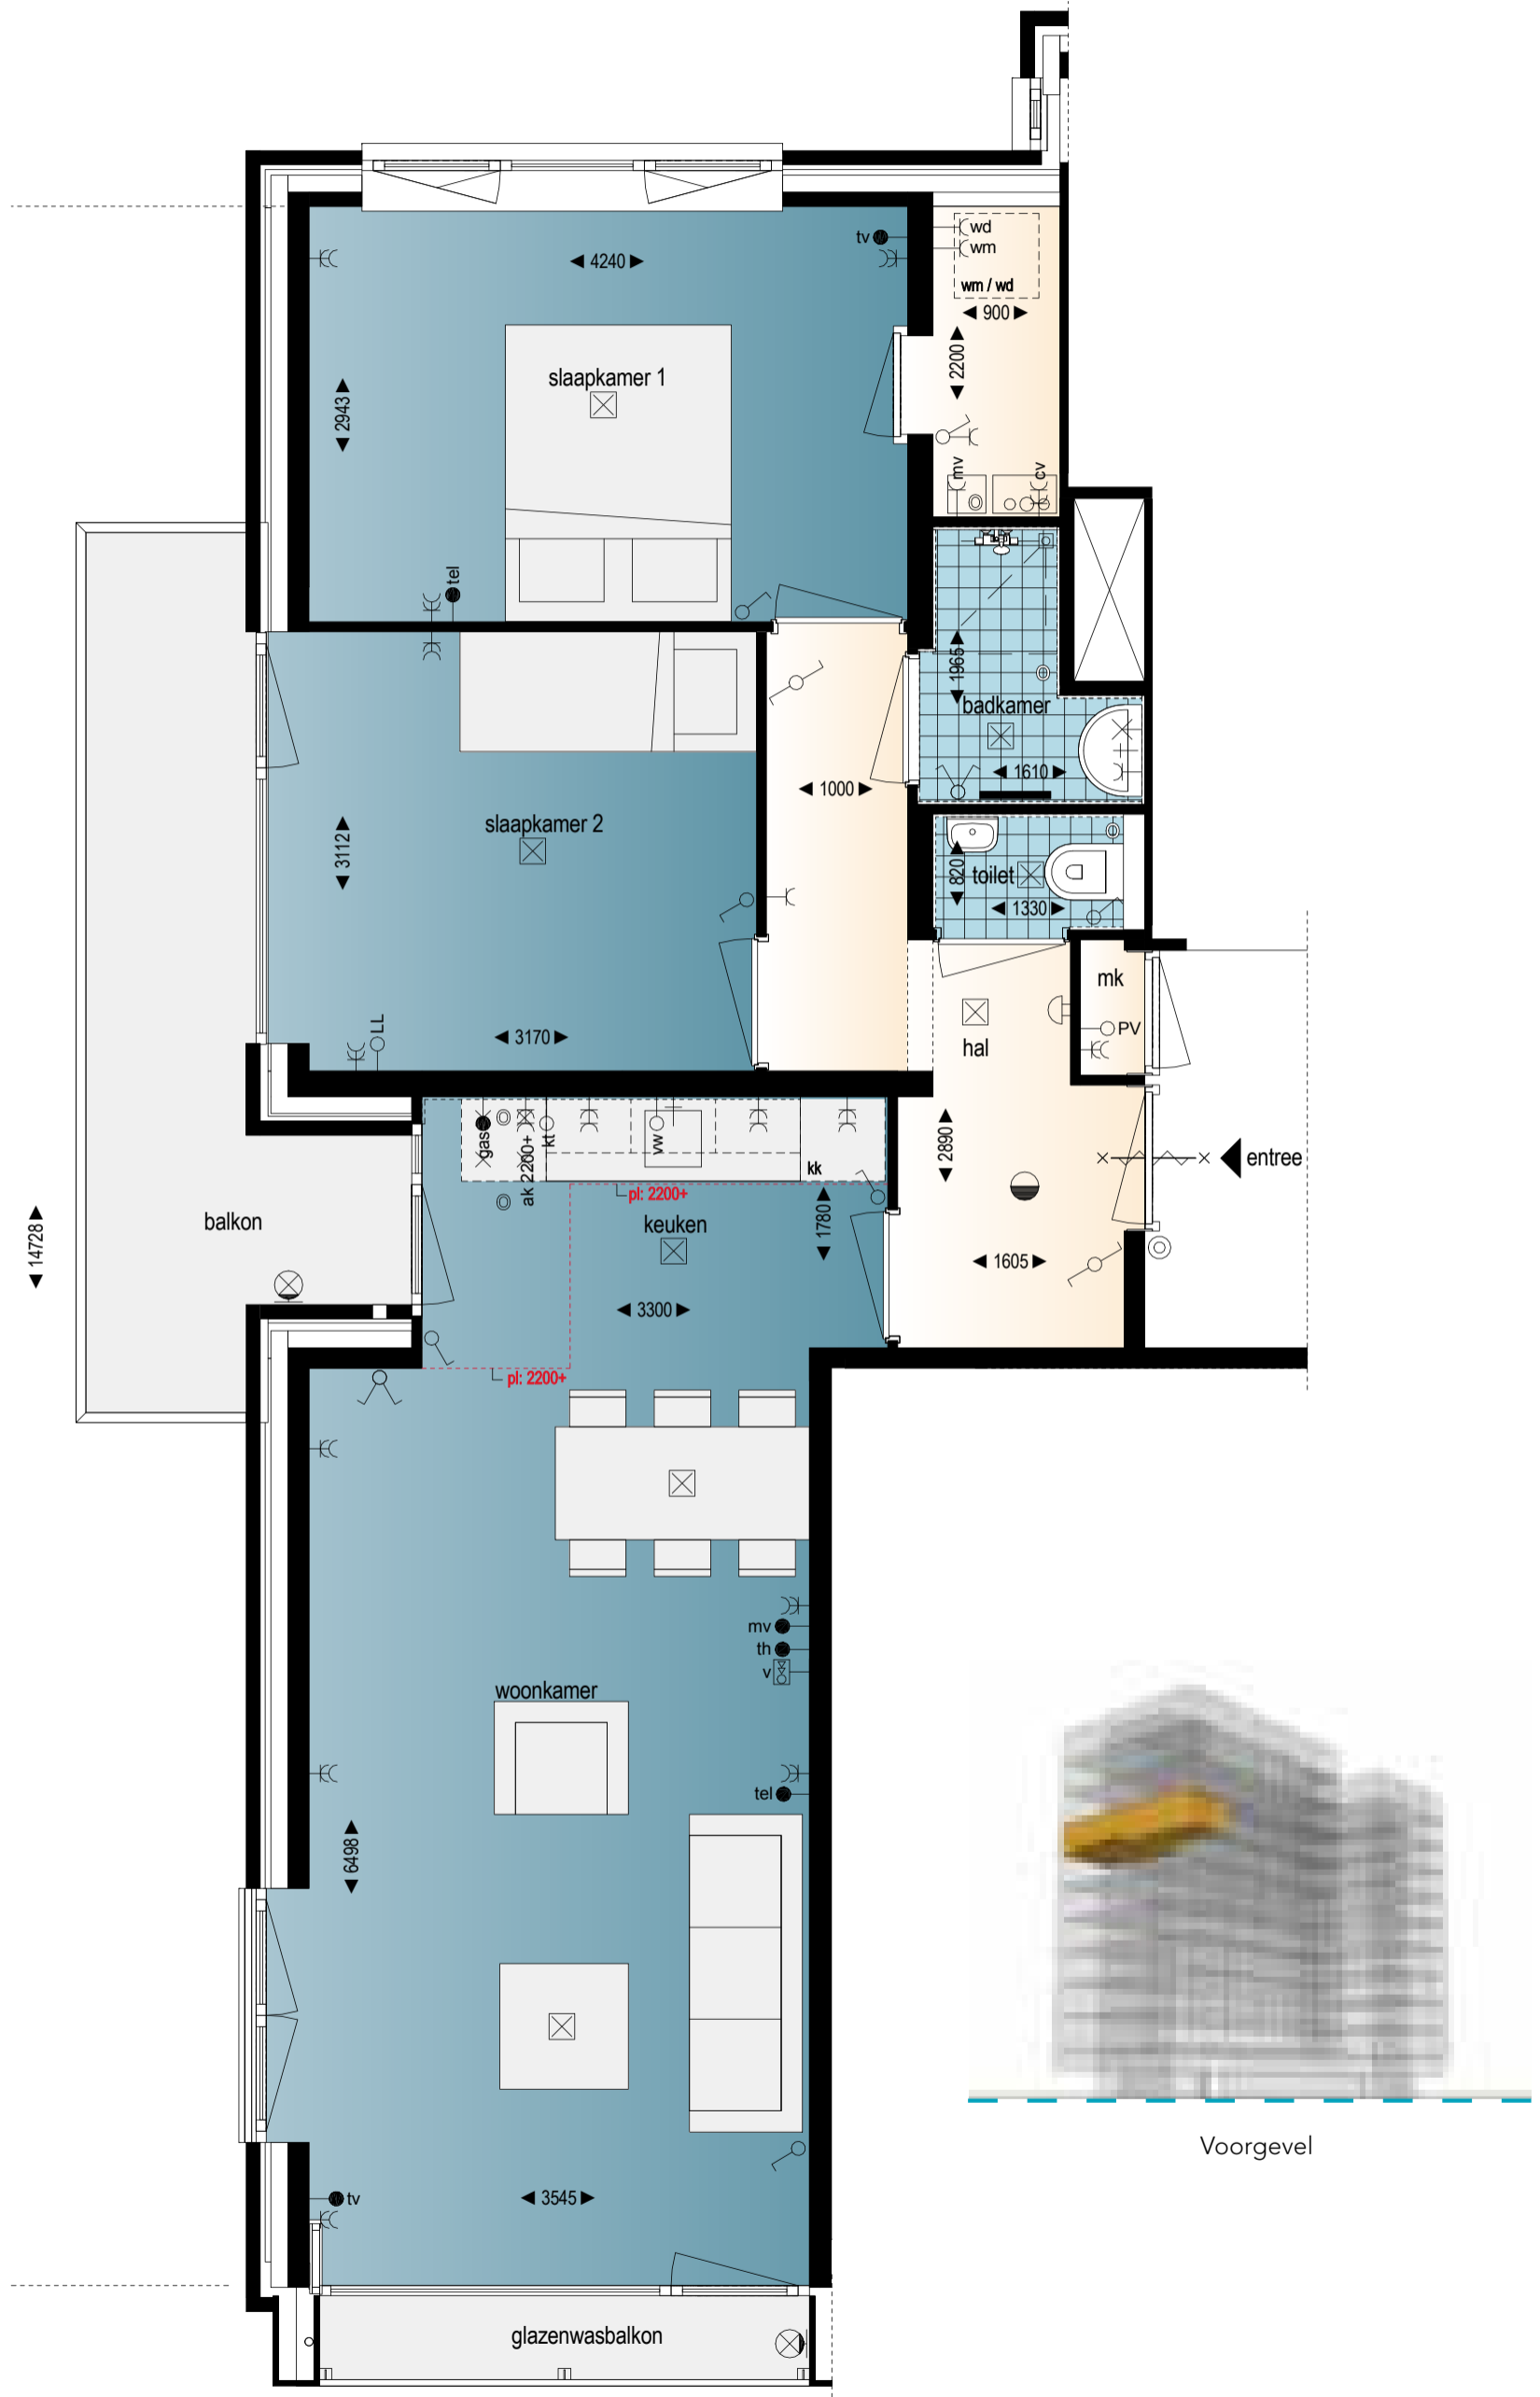 wd
tv
wm
4240
wm / wd
900
2200
slaapkamer 1
2943
mv
cv
tel
1965
badkamer
1610
1000
slaapkamer 2
3112
820
toilet
1330
mk
LL
PV
3170
hal
gas
ak 2200+
kt
vw
kk
2890
entree
pl: 2200+
balkon
keuken
1780
14728
1605
3300
pl: 2200+
mv
th
v
woonkamer
tel
6498
Voorgevel
tv
3545
glazenwasbalkon